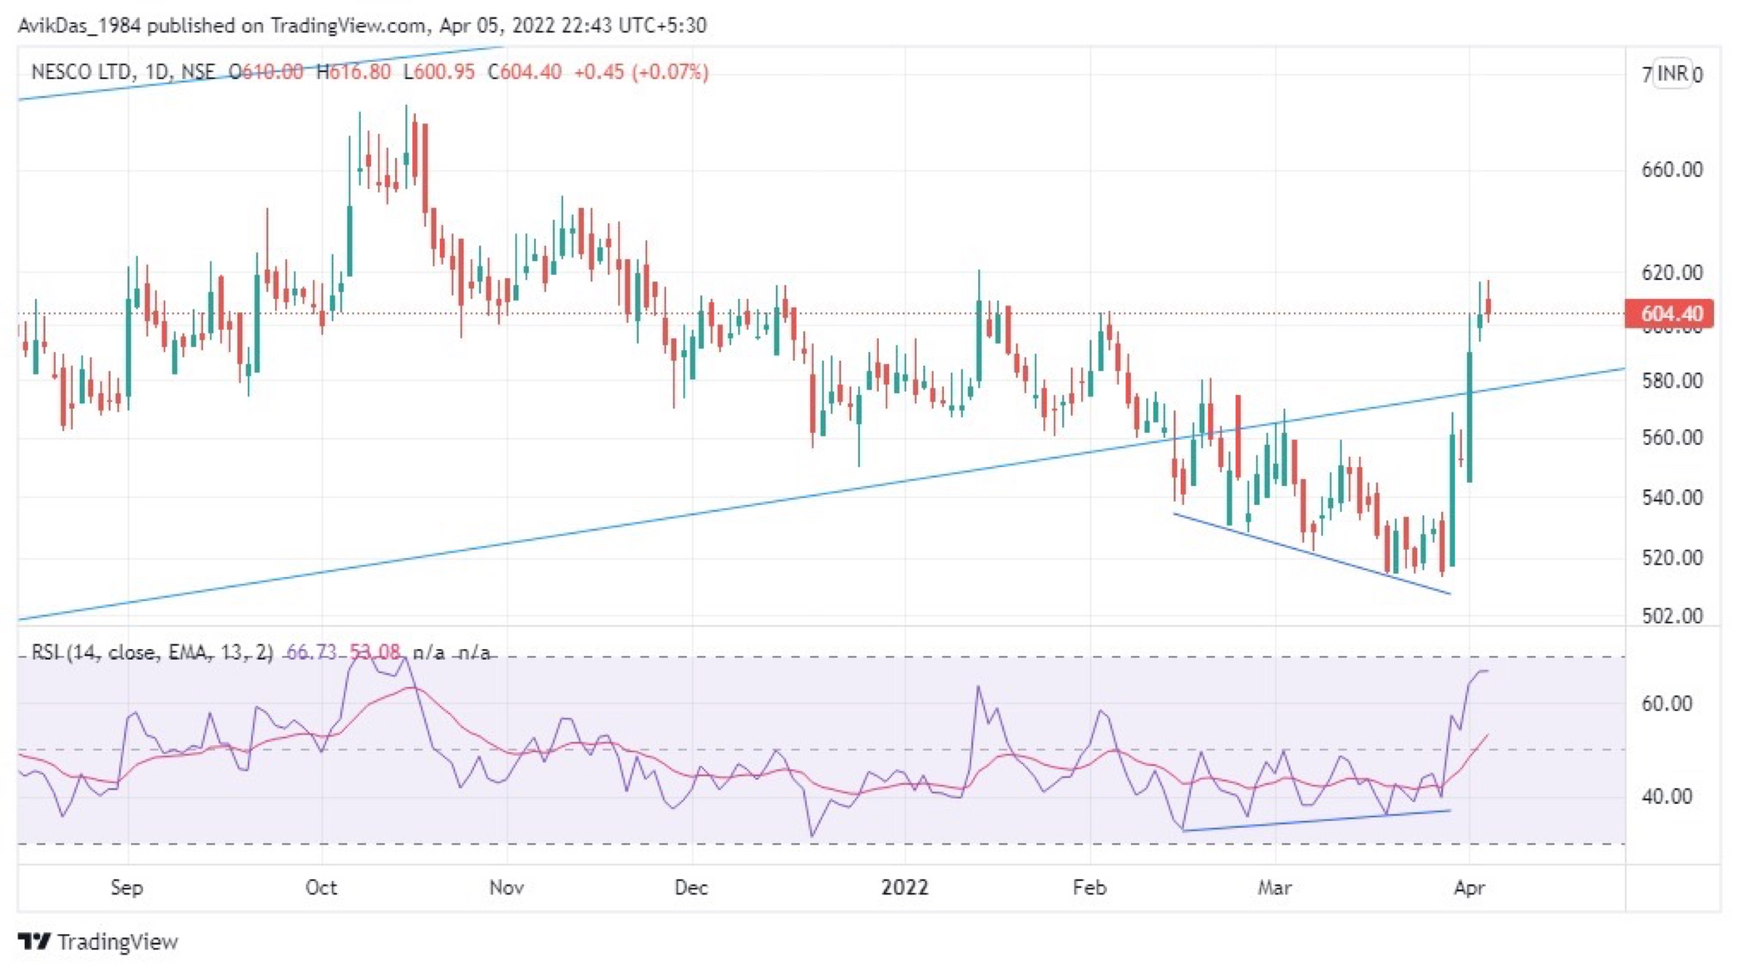 AvikDas_1984 published on TradingView.com, Apr 05, 2022 22:43 UTC+5:30
NESCO LTD, 1D, NSE O610.00 H616.80 L600.95 C604.40 +0.45 (+0.07%)
INR
660.00
620.00
604.40
600.00
580.00
560.00
540.00
520.00
502.00
RSI (14, close, EMA, 13, 2) 66.73 53.08 n/a n/a
60.00
40.00
Sep Oct Nov Dec 2022 Feb Mar Apr
TradingView